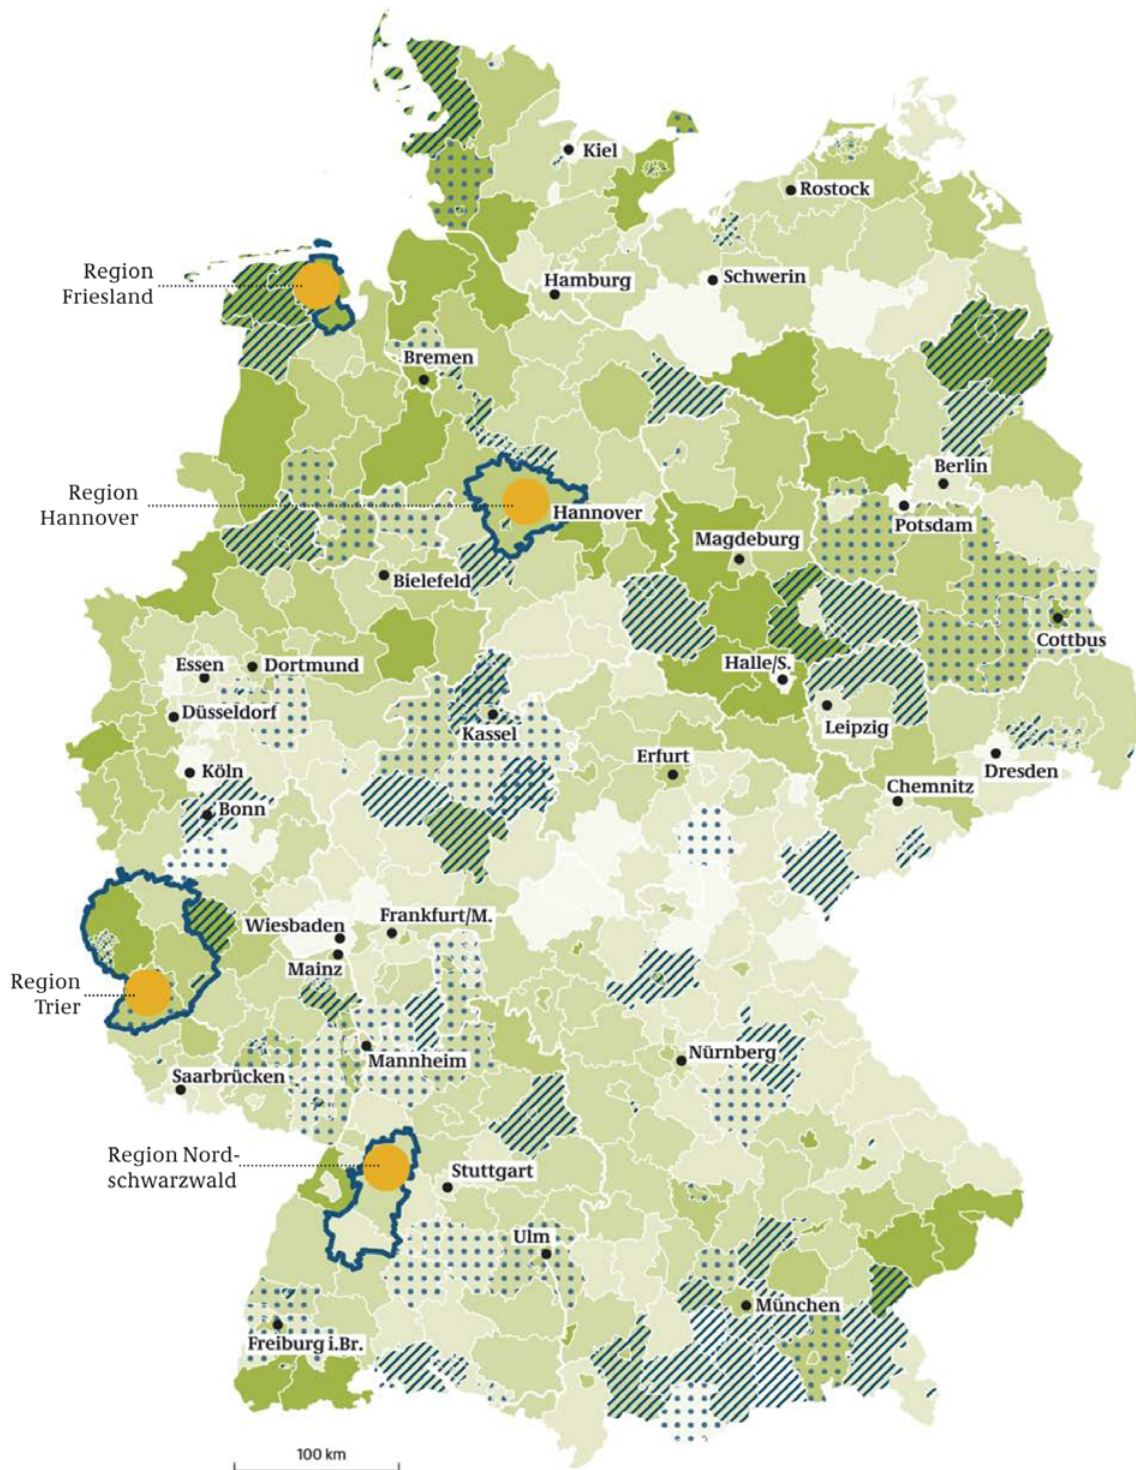 Kiel
Rostock
Region
Friesland
Hamburg
Schwerin
Bremen
Berlin
Region
Hannover
Hannover
Potsdam
Magdeburg
Bielefeld
Cottbus
Essen
Dortmund
Halle/S.
Düsseldorf
Kassel
Leipzig
Erfurt
Köln
Dresden
Chemnitz
Bonn
Wiesbaden
Frankfurt/M.
Mainz
Region
Trier
Nürnberg
Mannheim
Saarbrücken
Region Nord-
schwarzwald
Stuttgart
Ulm
München
Freiburg i.Br.
100 km